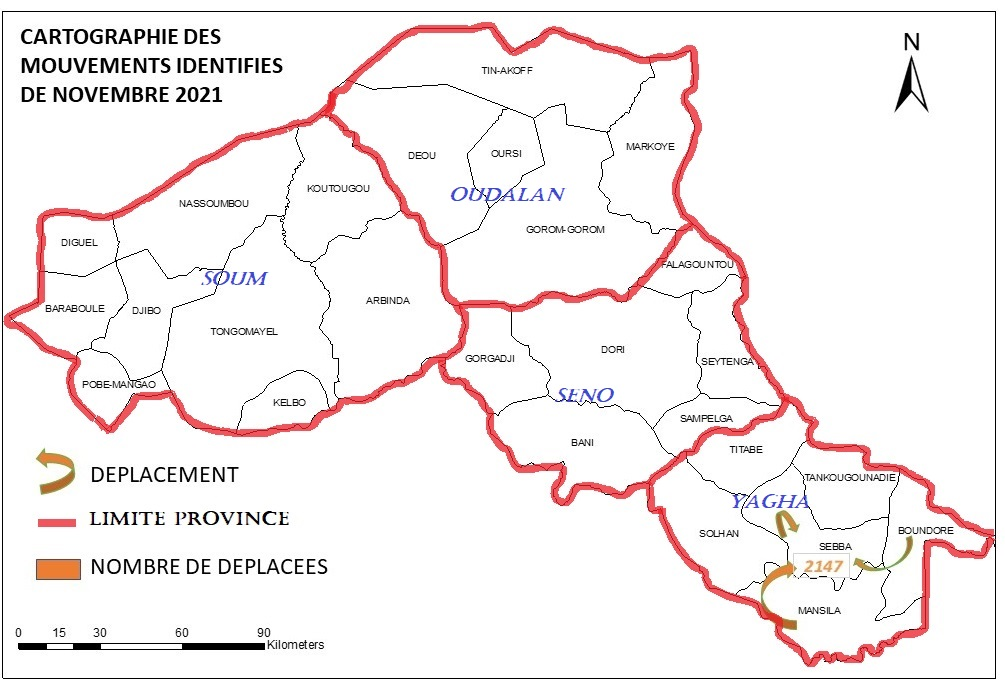 CARTOGRAPHIE DES
MOUVEMENTS IDENTIFIES
DE NOVEMBRE 2021
N
TIN-AKOFF
MARKOYE
DEOU
OURSI
OUDALAN
GOROM-GOROM
KOUTOUGOU
NASSOUMBOU
DIGUEL
SOUM
BARABOULE
DJIBO
TONGOMAYEL
ARBINDA
FALAGOUNTOU
POBE-MANGAO
KELBO
GORGADJI
DORI
SEYTENGA
SENO
SAMPELGA
BANI
TITABE
TANKOUGOUNADIE
YAGHA
SOLHAN
SEBBA
BOUNDORE
2147
MANSILA
DEPLACEMENT
LIMITE PROVINCE
NOMBRE DE DEPLACEES
0 15 30 60 90
Kilometers